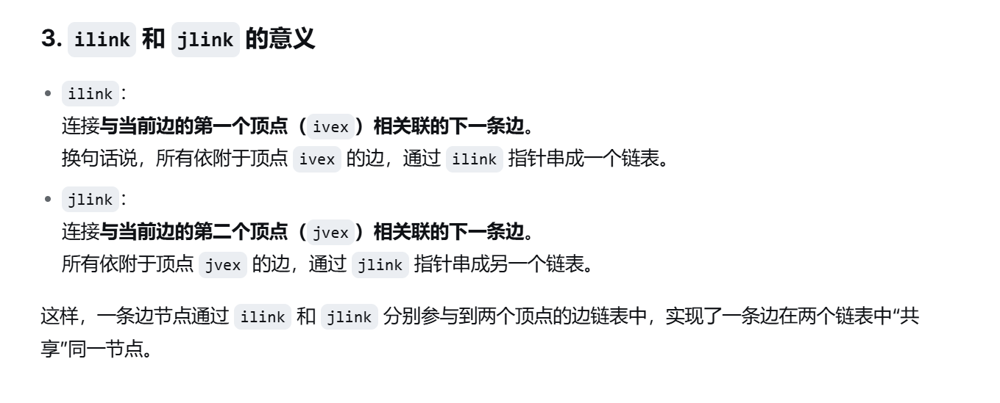 3. ilink 和 jlink 的意义
ilink：
连接与当前边的第一个顶点（ivex）相关联的下一条边。
换句话说，所有依附于顶点 ivex 的边，通过 ilink 指针串成一个链表。
jlink：
连接与当前边的第二个顶点（jvex）相关联的下一条边。
所有依附于顶点 jvex 的边，通过 jlink 指针串成另一个链表。
这样，一条边节点通过 ilink 和 jlink 分别参与到两个顶点的边链表中，实现了一条边在两个链表中“共
享”同一节点。